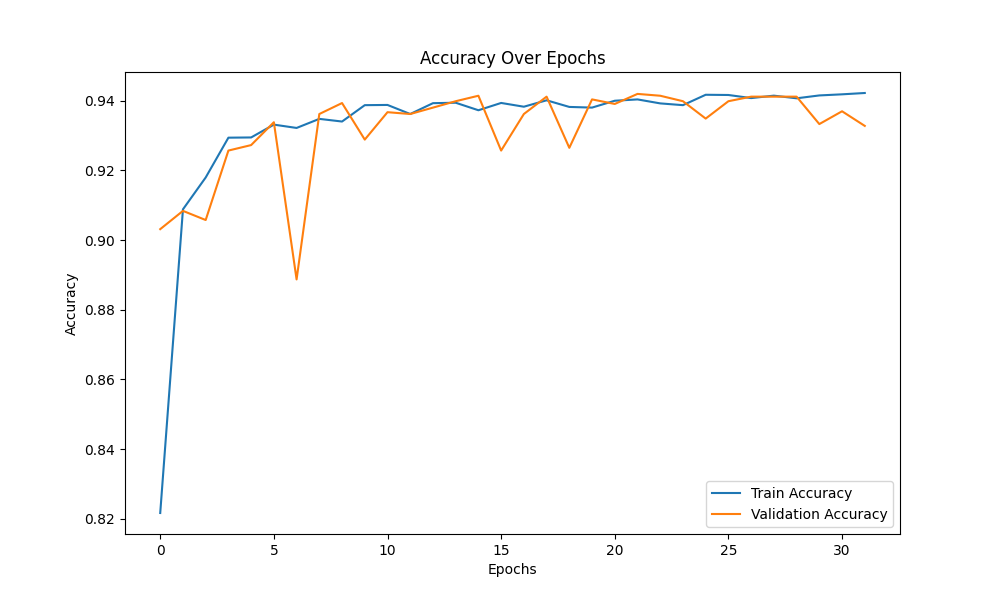 Accuracy Over Epochs
0.94
0.92
0.90
0.88
0.86
0.84
0.82
Accuracy
0 5 10 15 20 25 30
Epochs
Train Accuracy
Validation Accuracy